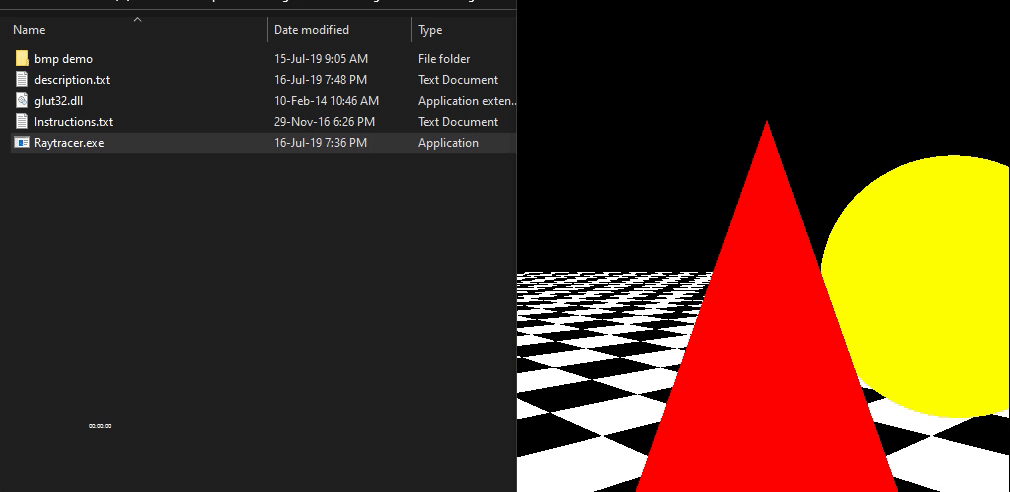 Name Date modified Type
bmp demo 15-Jul-19 9:05 AM File folder
description.txt 16-Jul-19 7:48 PM Text Document
glut32.dll 10-Feb-14 10:46 AM Application exten...
Instructions.txt 29-Nov-16 6:26 PM Text Document
Raytracer.exe 16-Jul-19 7:36 PM Application